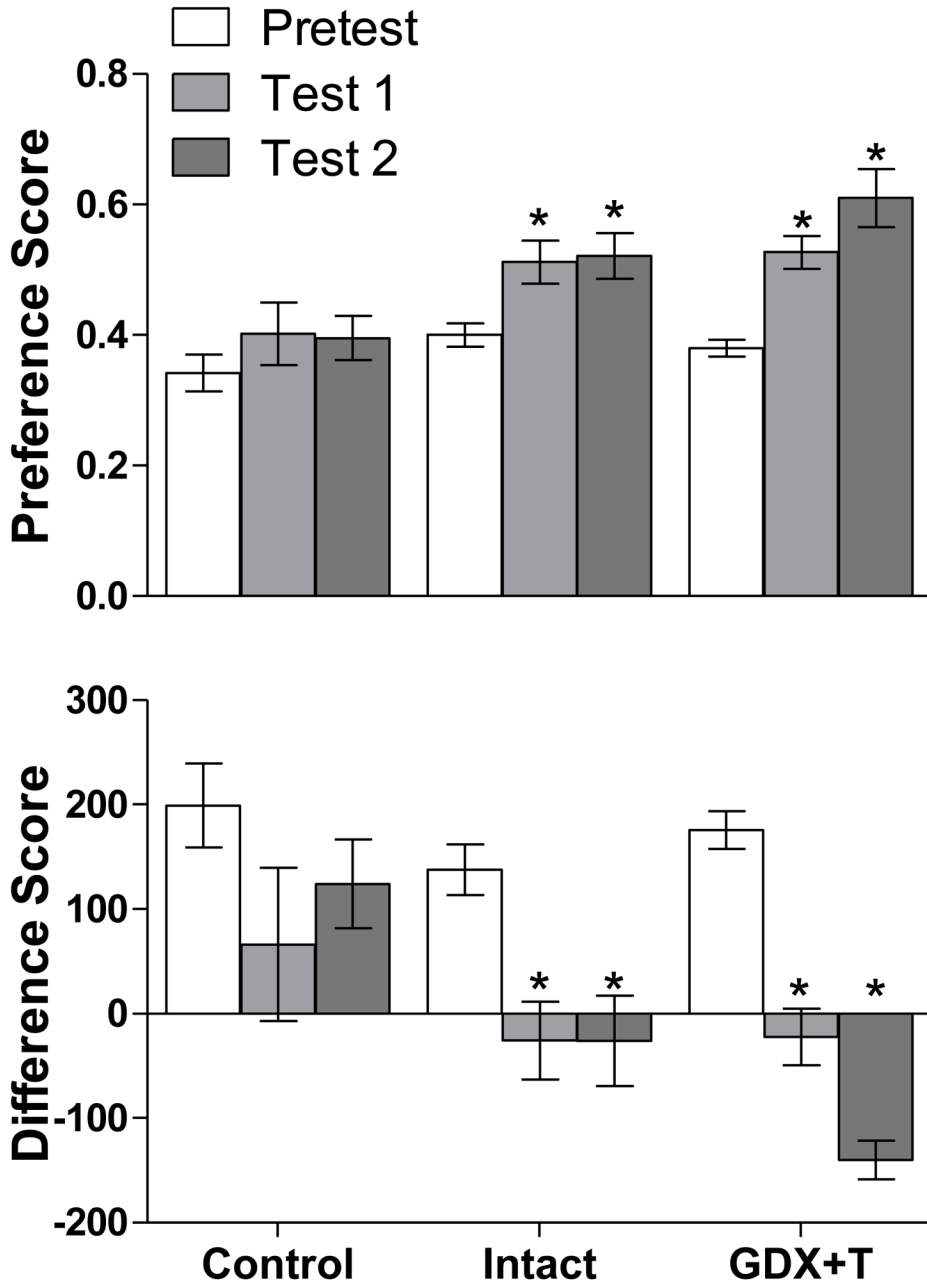 Pretest
Test 1
Test 2
Preference Score
0.8
0.6
0.4
0.2
0.0
* * * *
Difference Score
300
200
100
0
-100
-200
* * * *
Control Intact GDX+T